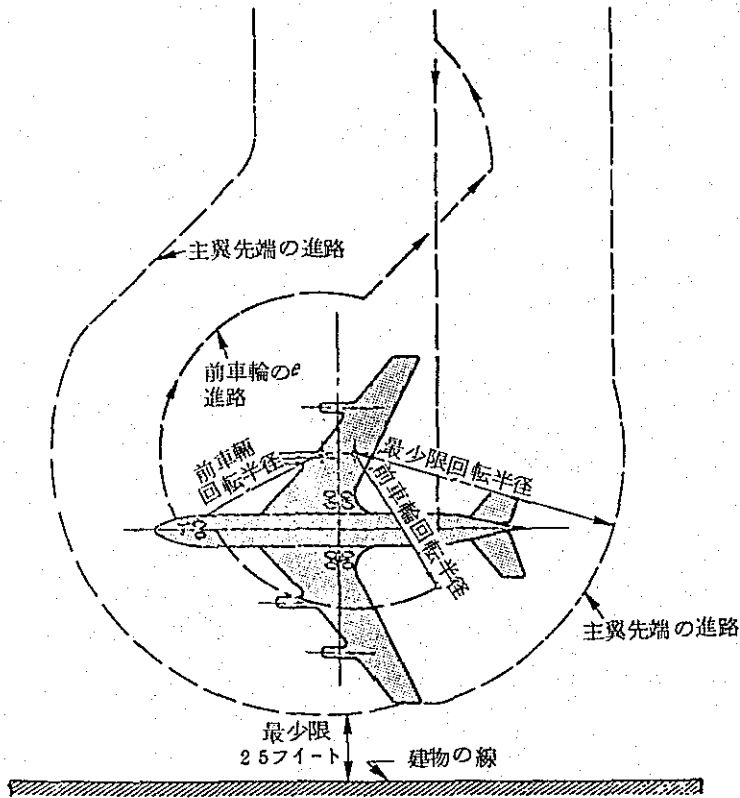 主翼先端の進路
前車輪のe
進路
前車輛
回転半径
最少限回転半径
前車輪回転半径
主翼先端の進路
最少限
25フイート
建物の線